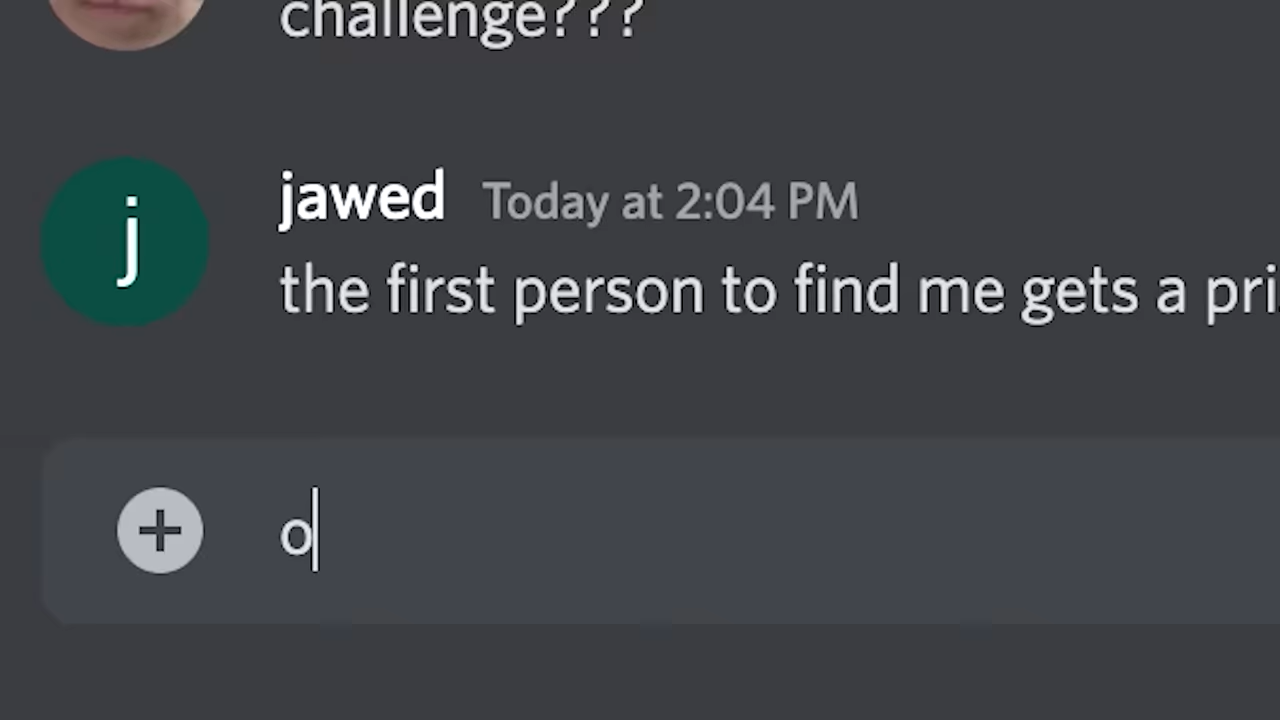 challenge???
j
jawed Today at 2:04 PM
the first person to find me gets a pri
o